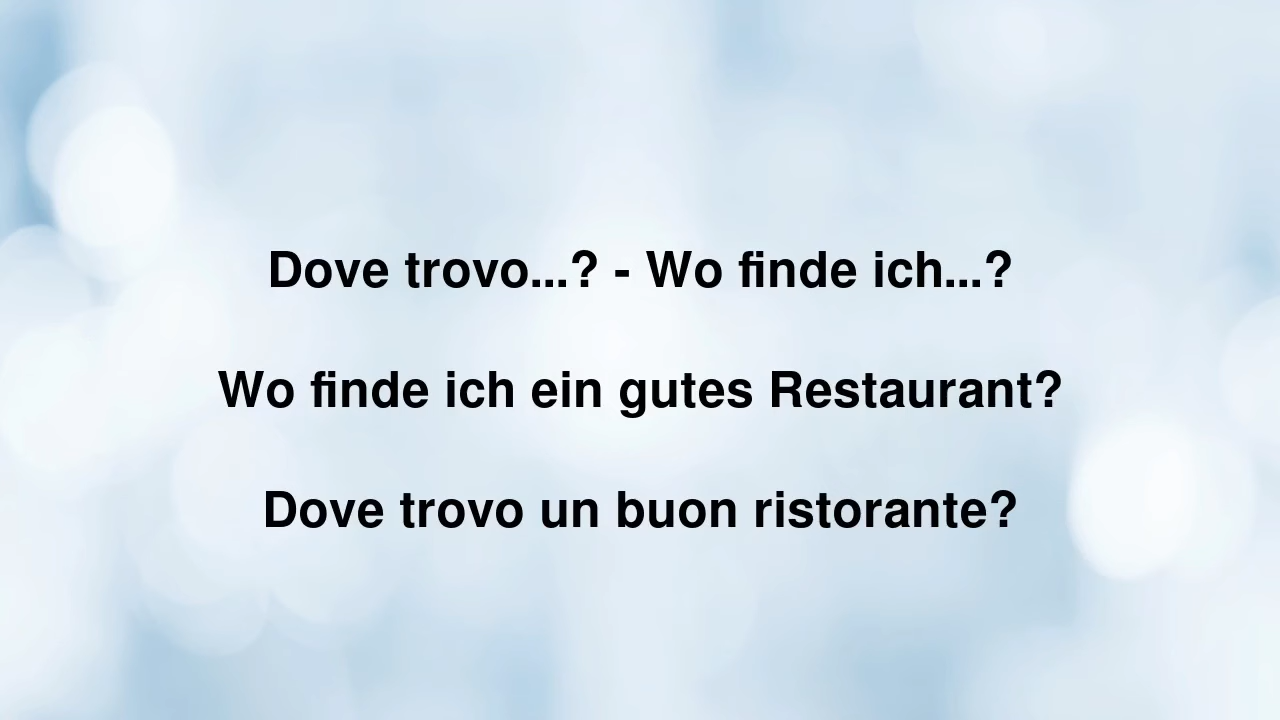 Dove trovo...? - Wo finde ich...?
Wo finde ich ein gutes Restaurant?
Dove trovo un buon ristorante?